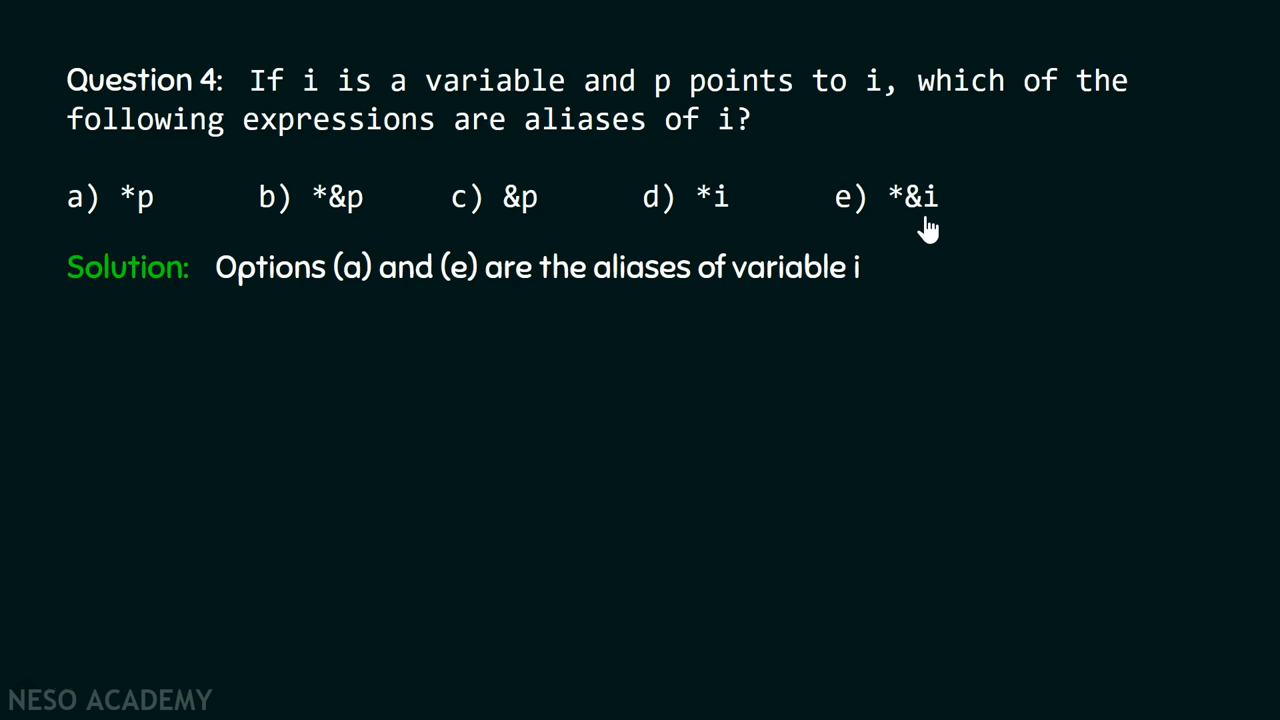 Question 4: If i is a variable and p points to i, which of the
following expressions are aliases of i?
a) *p b) *&p c) &p d) *i e) *&i
Solution: Options (a) and (e) are the aliases of variable i
NESO ACADEMY